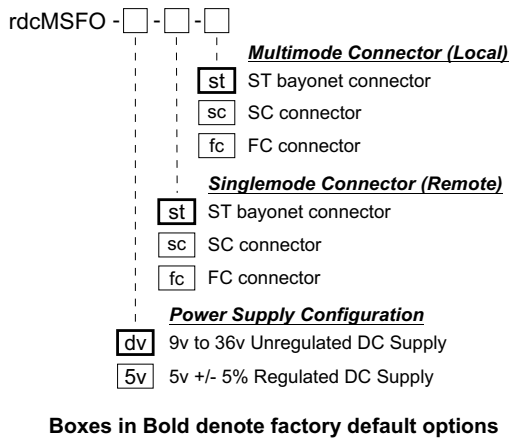 rdcMSFO - - -
Multimode Connector (Local)
st ST bayonet connector
sc SC connector
fc FC connector
Singlemode Connector (Remote)
st ST bayonet connector
sc SC connector
fc FC connector
Power Supply Configuration
dv 9v to 36v Unregulated DC Supply
5v 5v +/- 5% Regulated DC Supply
Boxes in Bold denote factory default options